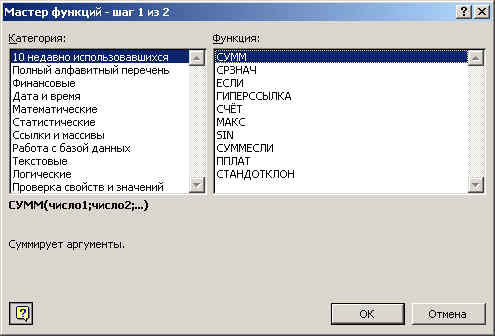 Мастер функций - шаг 1 из 2
Категория:
10 недавно использовавшихся
Полный алфавитный перечень
Финансовые
Дата и время
Математические
Статистические
Ссылки и массивы
Работа с базой данных
Текстовые
Логические
Проверка свойств и значений
Функция:
СУММ
СРЗНАЧ
ЕСЛИ
ГИПЕРССЫЛКА
СЧЁТ
МАКС
SIN
СУММЕСЛИ
ППЛАТ
СТАНДОТКЛОН
СУММ(число1;число2;...)
Суммирует аргументы.
ОК
Отмена